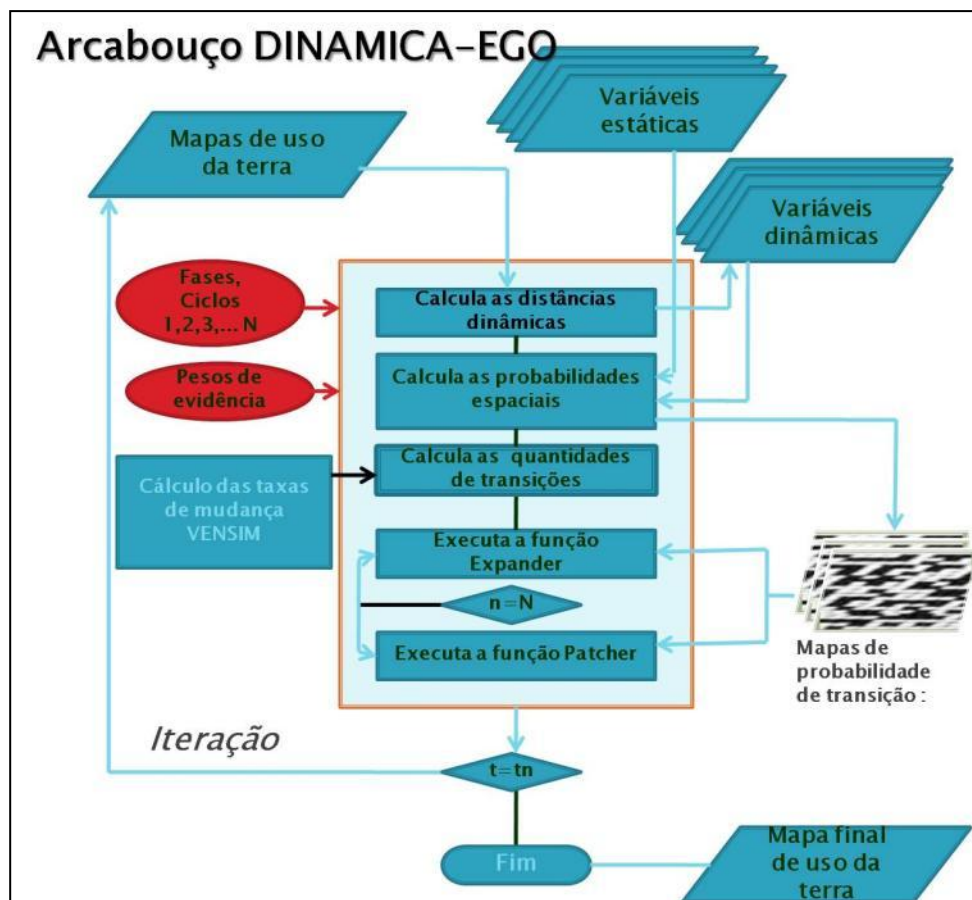 Arcabouço DINAMICA-EGO
Variáveis
estáticas
Mapas de uso
da terra
Variáveis
dinâmicas
Fases,
Ciclos
1,2,3,... N
Calcula as distâncias
dinâmicas
Pesos de
evidência
Calcula as probabilidades
espaciais
Cálculo das taxas
de mudança
VENSIM
Calcula as quantidades
de transições
Executa a função
Expander
n=N
Executa a função Patcher
Mapas de
probabilidade
de transição :
Iteração
t=tn
Fim
Mapa final
de uso da
terra